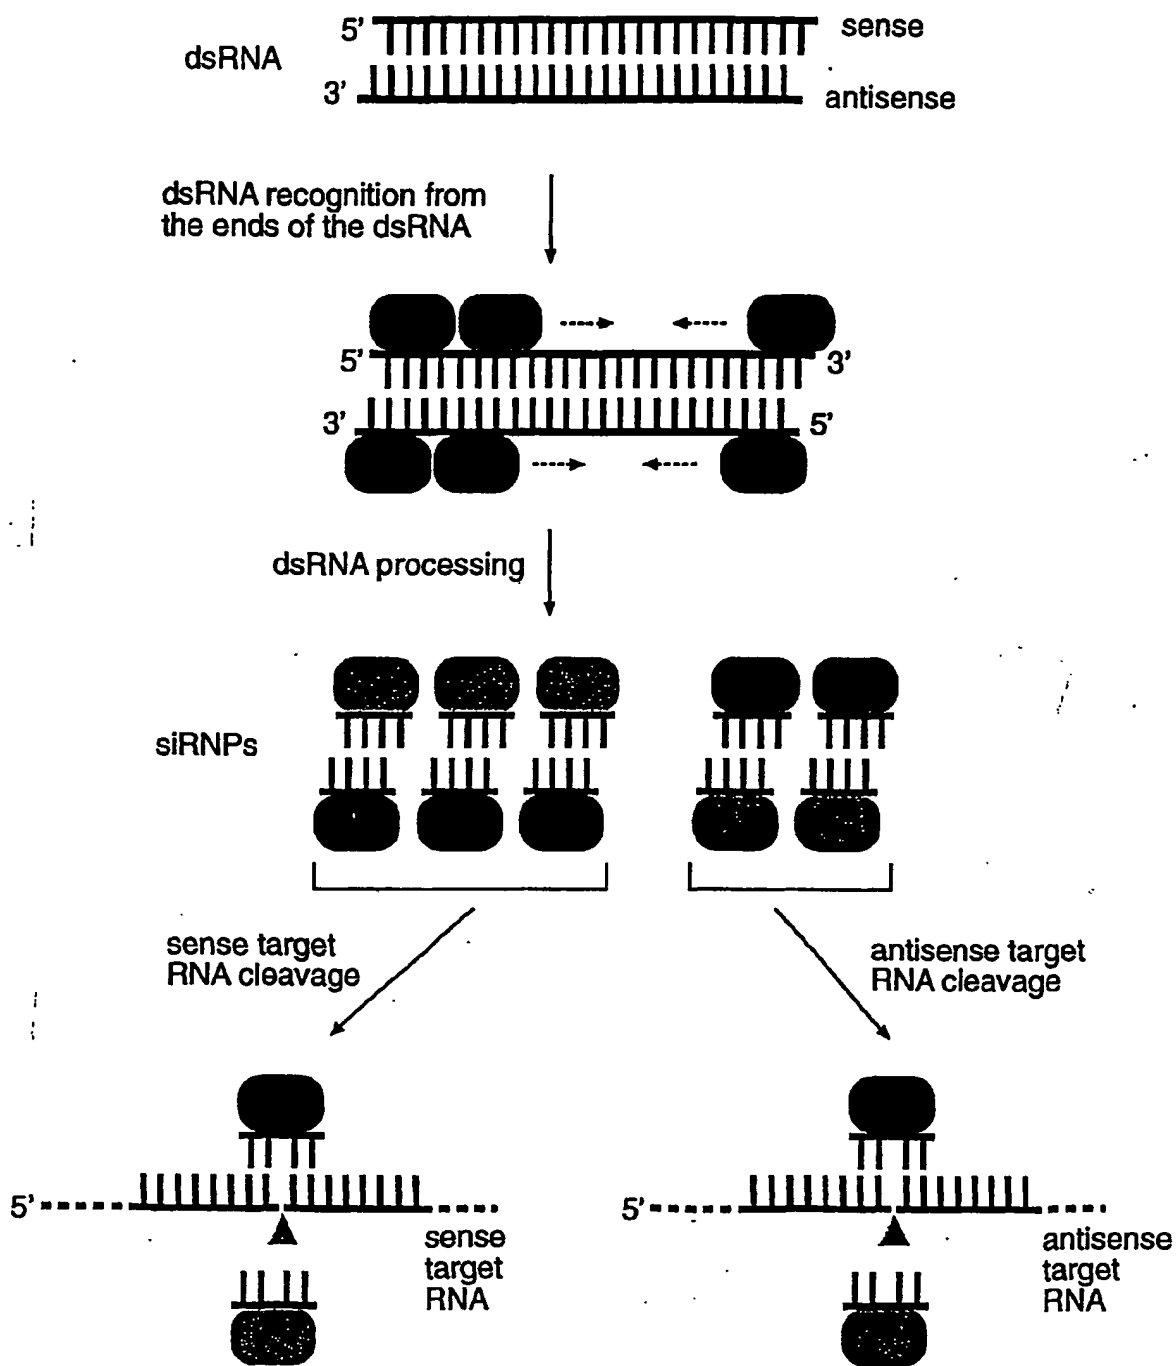 5'
sense
dsRNA
3'
antisense
dsRNA recognition from
the ends of the dsRNA
5'
3'
3'
5'
dsRNA processing
siRNPs
sense target
RNA cleavage
antisense target
RNA cleavage
5'
sense
target
RNA
5'
antisense
target
RNA